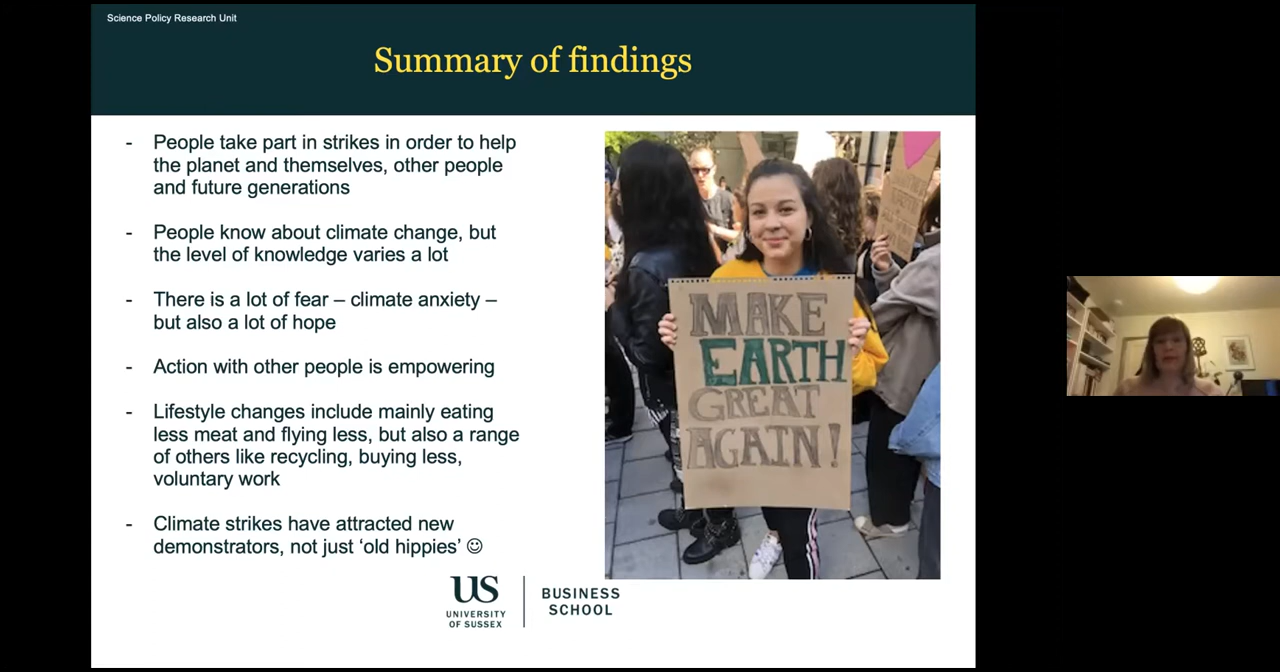 Science Policy Research Unit
Summary of findings
- People take part in strikes in order to help
the planet and themselves, other people
and future generations
- People know about climate change, but
the level of knowledge varies a lot
- There is a lot of fear – climate anxiety –
but also a lot of hope
- Action with other people is empowering
- Lifestyle changes include mainly eating
less meat and flying less, but also a range
of others like recycling, buying less,
voluntary work
- Climate strikes have attracted new
demonstrators, not just ‘old hippies’ ☺
MAKE
EARTH
GREAT
AGAIN!
US
UNIVERSITY
OF SUSSEX
BUSINESS
SCHOOL